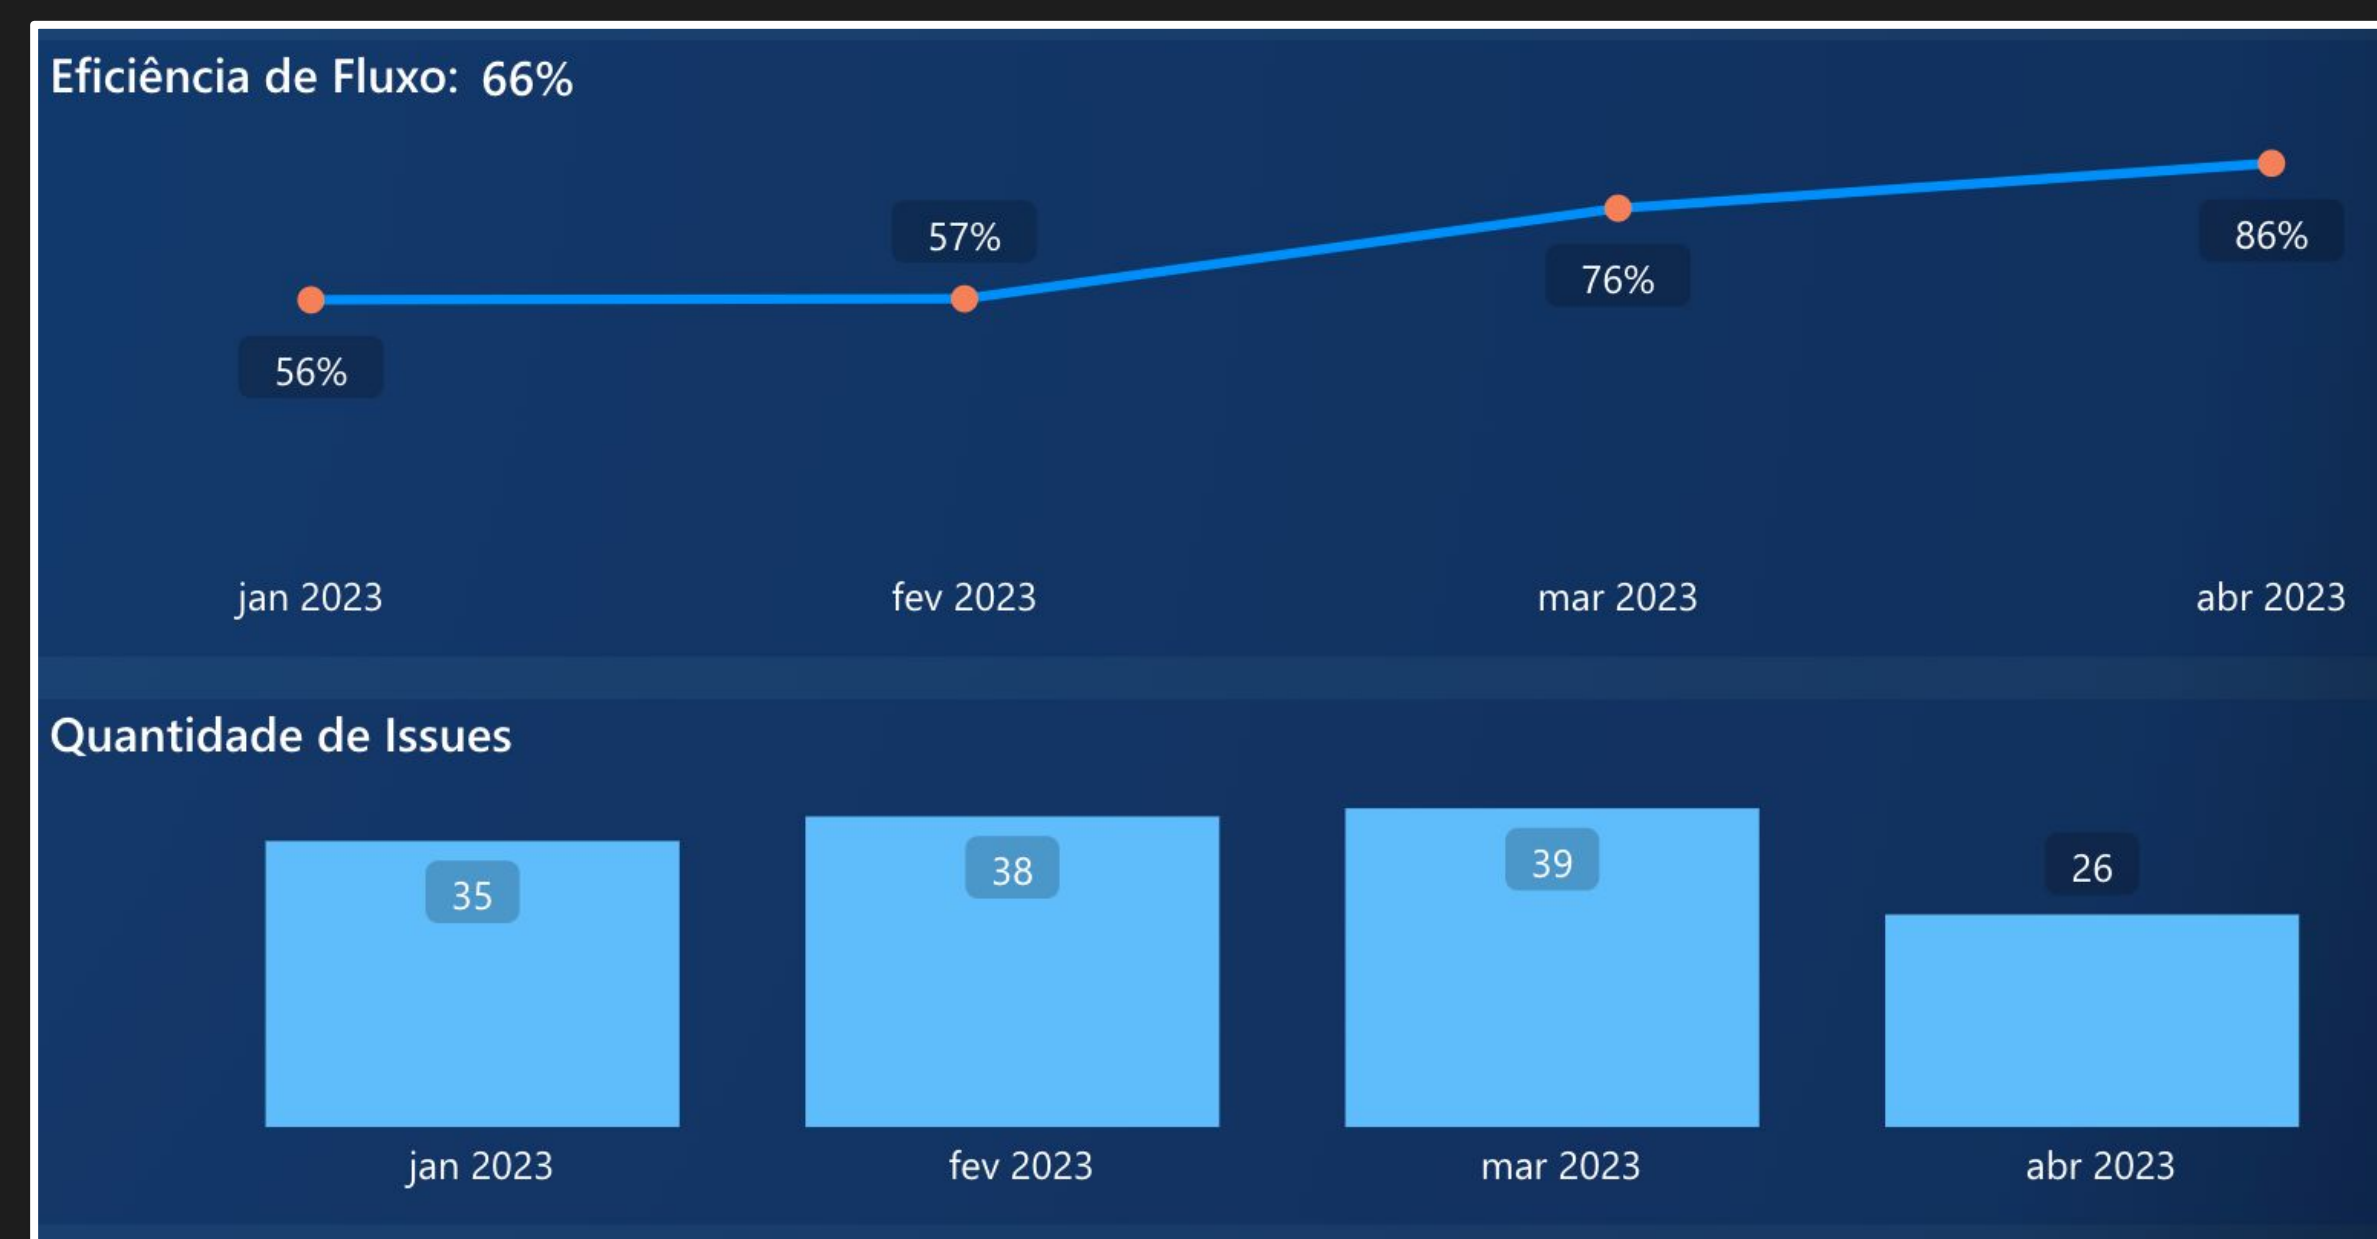 Eficiência de Fluxo: 66%
57%
86%
76%
56%
jan 2023 fev 2023 mar 2023 abr 2023
Quantidade de Issues
35 38 39 26
jan 2023 fev 2023 mar 2023 abr 2023